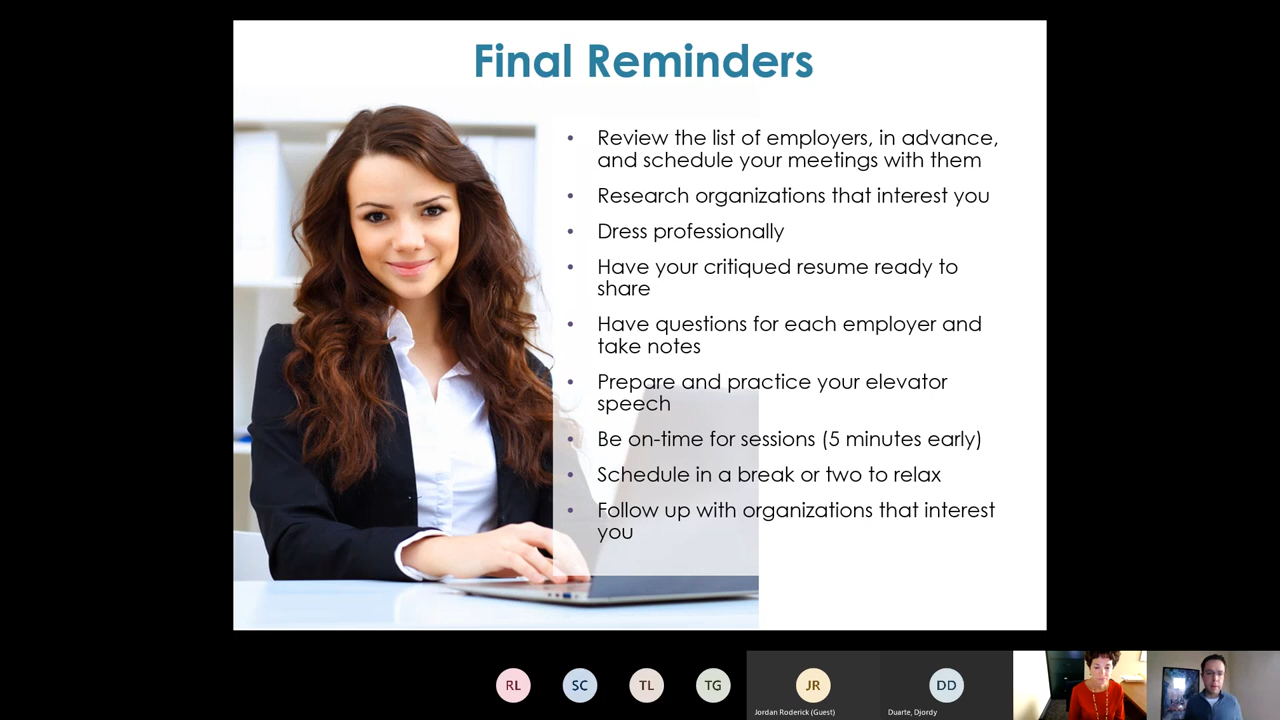 Final Reminders
• Review the list of employers, in advance,
and schedule your meetings with them
• Research organizations that interest you
• Dress professionally
• Have your critiqued resume ready to
share
• Have questions for each employer and
take notes
• Prepare and practice your elevator
speech
• Be on-time for sessions (5 minutes early)
• Schedule in a break or two to relax
• Follow up with organizations that interest
you
RL SC TL TG JR DD
Jordan Roderick (Guest) Duarte, Djordy